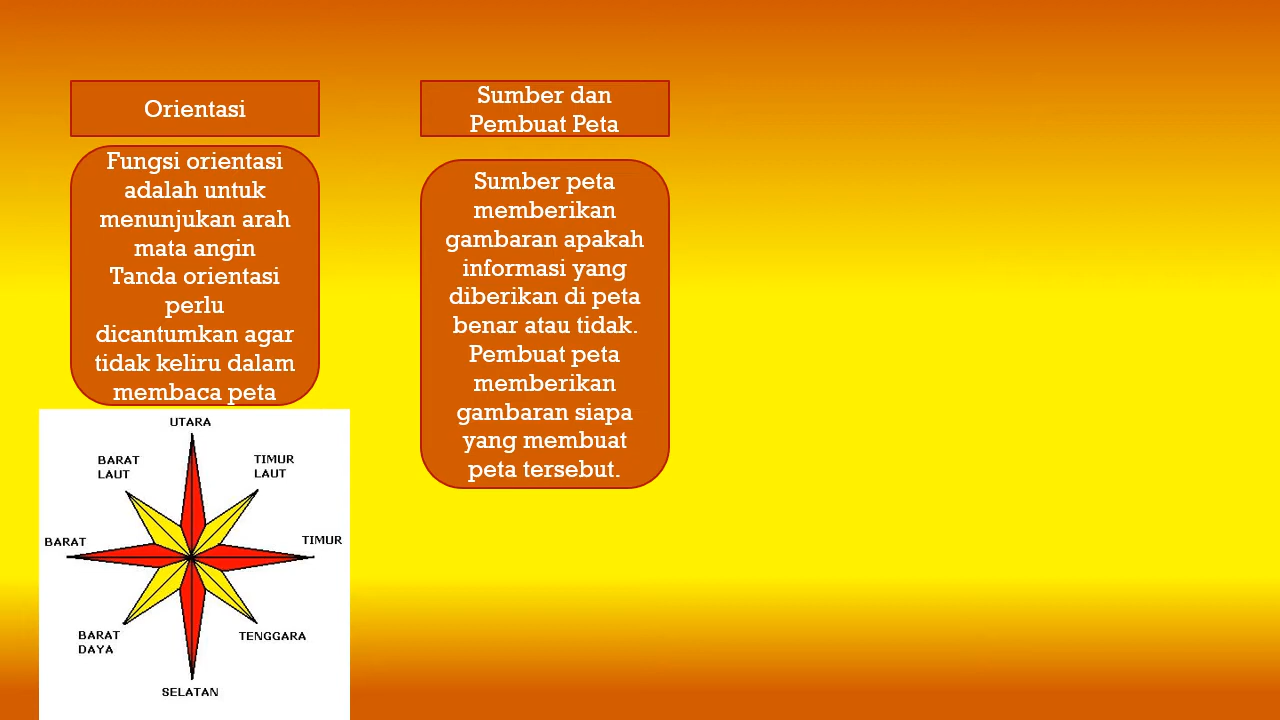 Orientasi
Fungsi orientasi
adalah untuk
menunjukan arah
mata angin
Tanda orientasi
perlu
dicantumkan agar
tidak keliru dalam
membaca peta
UTARA
BARAT
LAUT
TIMUR
LAUT
BARAT
TIMUR
BARAT
DAYA
TENGGARA
SELATAN
Sumber dan
Pembuat Peta
Sumber peta
memberikan
gambaran apakah
informasi yang
diberikan di peta
benar atau tidak.
Pembuat peta
memberikan
gambaran siapa
yang membuat
peta tersebut.